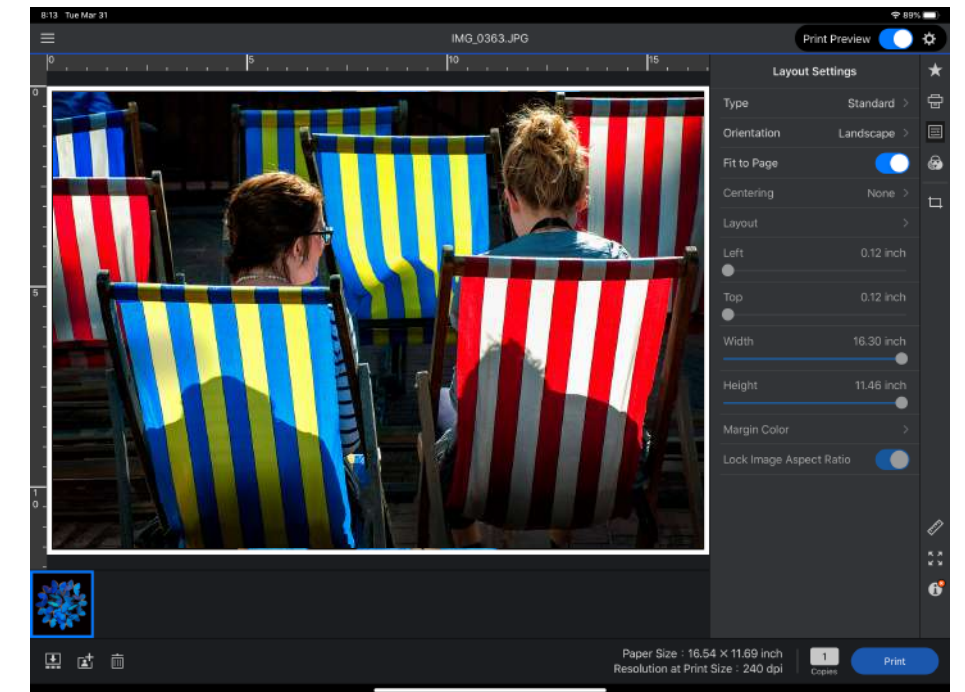 8:13 Tue Mar 31
89%
IMG_0363.JPG
Print Preview
0 5 10 15
0
5
1
0
Layout Settings
Type Standard >
Orientation Landscape >
Fit to Page
Centering None >
Layout >
Left 0.12 inch
Top 0.12 inch
Width 16.30 inch
Height 11.46 inch
Margin Color >
Lock Image Aspect Ratio
Paper Size : 16.54 × 11.69 inch
Resolution at Print Size : 240 dpi
1
Copies
Print